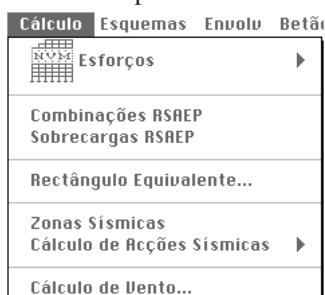 Cálculo Esquemas Envolv
NVM Esforços
Combinações RSAEP
Sobrecargas RSAEP
Rectângulo Equivalente...
Zonas Sísmicas
Cálculo de Acções Sísmicas
Cálculo de Vento...